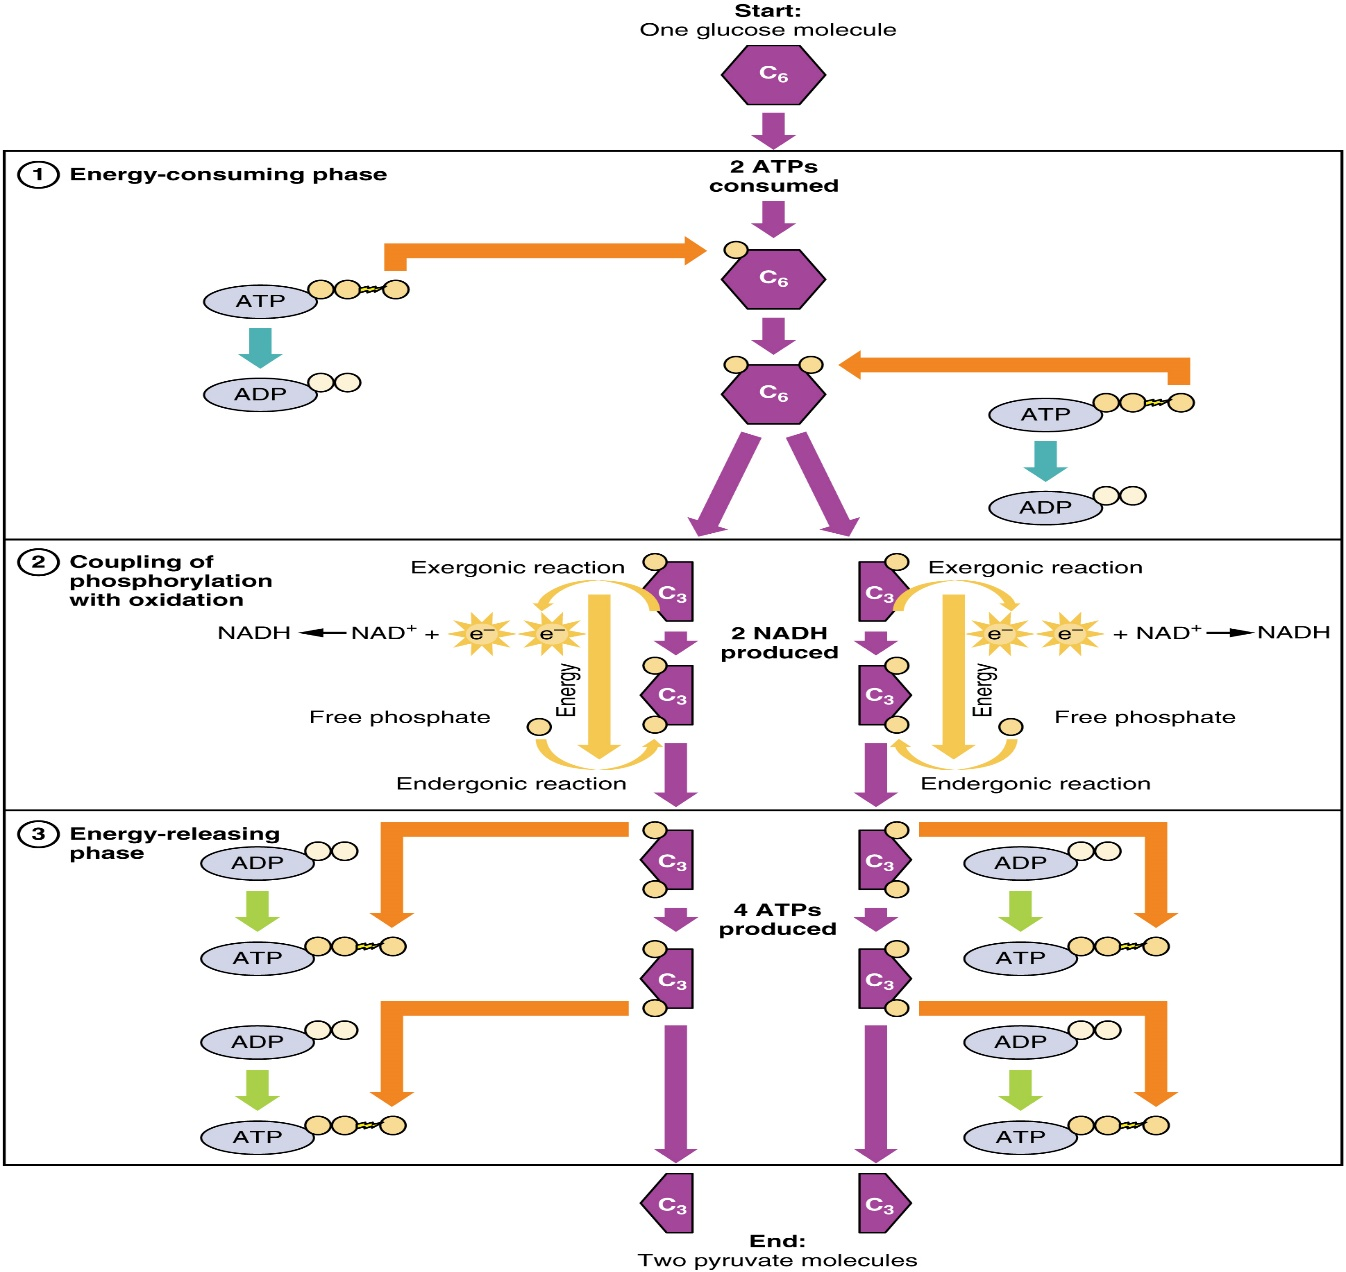 Start:
One glucose molecule
C6
1 Energy-consuming phase
2 ATPs
consumed
C6
ATP
ADP
C6
ATP
ADP
2 Coupling of
phosphorylation
with oxidation
Exergonic reaction
C3
C3
Exergonic reaction
NADH NAD+ + e– e–
2 NADH
produced
e– e– + NAD+ NADH
Energy
C3
C3
Energy
Free phosphate
Free phosphate
Endergonic reaction
Endergonic reaction
3 Energy-releasing
phase
ADP
C3
C3
ADP
4 ATPs
produced
ATP
C3
C3
ATP
ADP
ADP
ATP
ATP
C3
C3
End:
Two pyruvate molecules